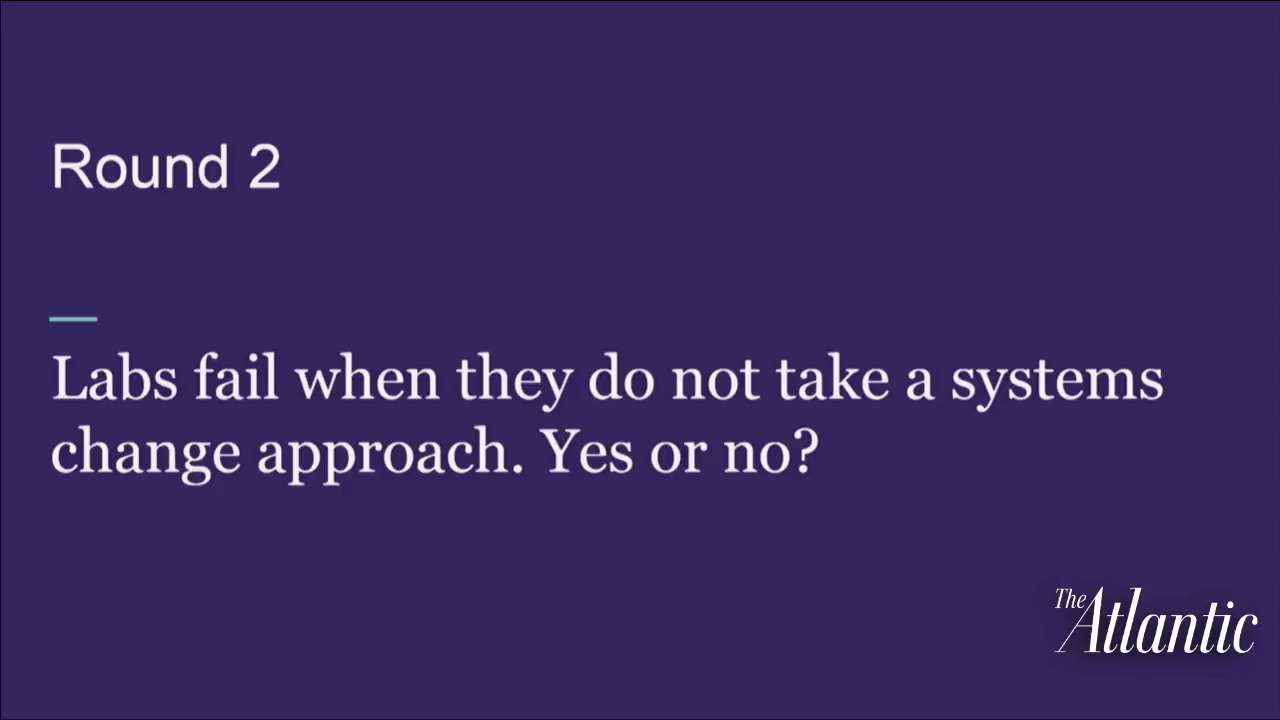 Round 2
Labs fail when they do not take a systems
change approach. Yes or no?
The Atlantic